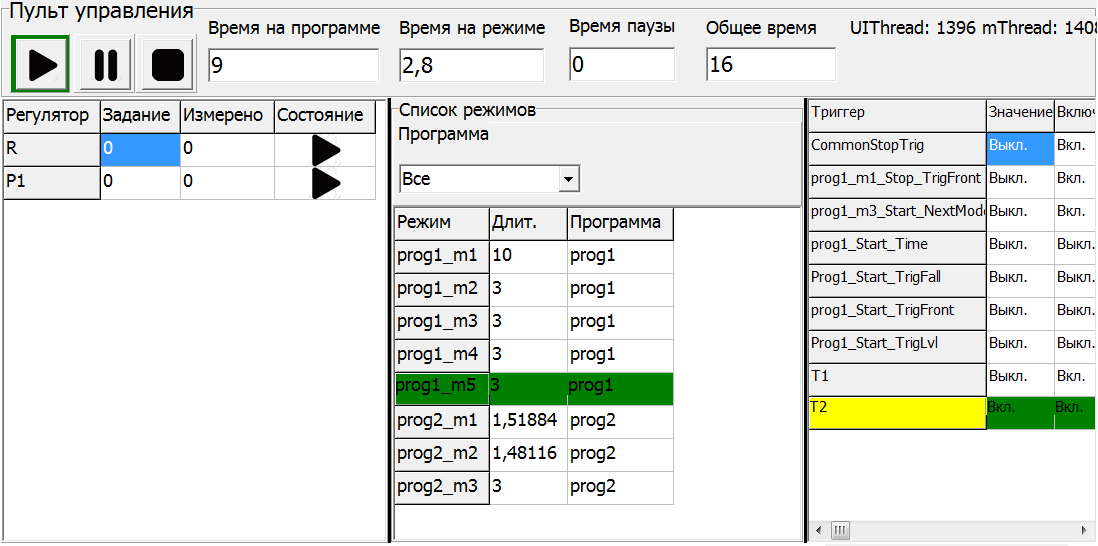 Пульт управления
Время на программе Время на режиме Время паузы Общее время UIThread: 1396 mThread: 1408
9 2,8 0 16
Регулятор Задание Измерено Состояние
R 0 0
P1 0 0
Список режимов
Программа
Все
Режим Длит. Программа
prog1_m1 10 prog1
prog1_m2 3 prog1
prog1_m3 3 prog1
prog1_m4 3 prog1
prog1_m5 3 prog1
prog2_m1 1,51884 prog2
prog2_m2 1,48116 prog2
prog2_m3 3 prog2
Триггер Значение Включ
CommonStopTrig Выкл. Вкл.
prog1_m1_Stop_TrigFront Выкл. Вкл.
prog1_m3_Start_NextMode Выкл. Вкл.
prog1_Start_Time Выкл. Выкл.
Prog1_Start_TrigFall Выкл. Выкл.
prog1_Start_TrigFront Выкл. Выкл.
Prog1_Start_TrigLvl Выкл. Выкл.
T1 Выкл. Вкл.
T2 Вкл. Вкл.